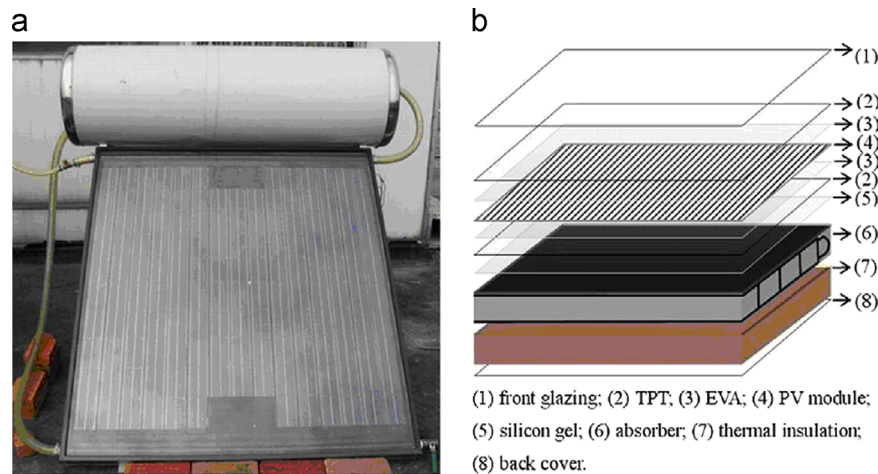 a
b
(1)
(2)
(3)
(4)
(3)
(2)
(5)
(6)
(7)
(8)
(1) front glazing; (2) TPT; (3) EVA; (4) PV module;
(5) silicon gel; (6) absorber; (7) thermal insulation;
(8) back cover.